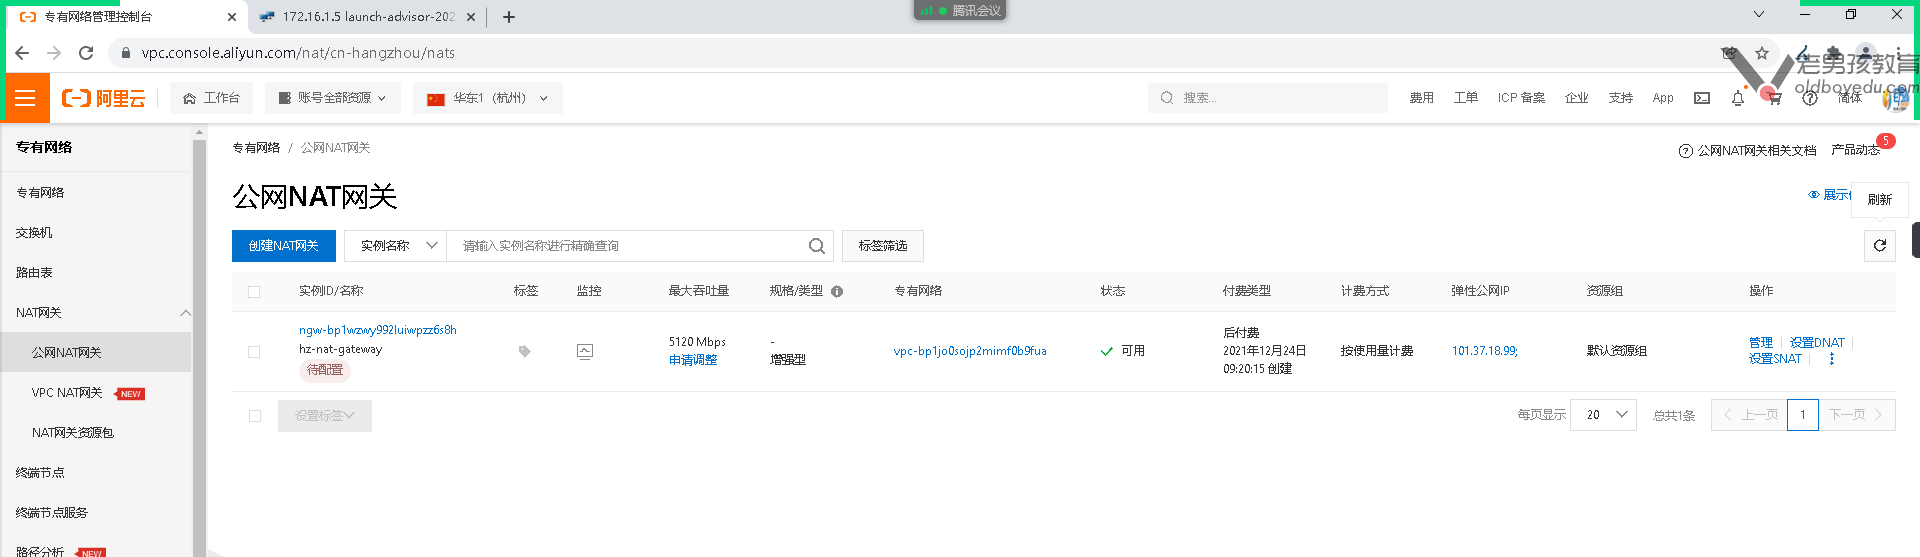 专有网络管理控制台
172.16.1.5 launch-advisor-202
腾讯会议
vpc.console.aliyun.com/nat/cn-hangzhou/nats
老男孩教育
oldboyedu.com
阿里云
工作台
账号全部资源
华东1（杭州）
搜索...
费用
工单
ICP 备案
企业
支持
App
简体
专有网络
专有网络
交换机
路由表
NAT网关
公网NAT网关
VPC NAT网关 NEW
NAT网关资源包
终端节点
终端节点服务
路径分析 NEW
专有网络 / 公网NAT网关
公网NAT网关相关文档
产品动态
5
公网NAT网关
展示
刷新
创建NAT网关
实例名称
请输入实例名称进行精确查询
标签筛选
实例ID/名称 标签 监控 最大吞吐量 规格/类型 专有网络 状态 付费类型 计费方式 弹性公网IP 资源组 操作
ngw-bp1wzwy992luiwpzz6s8h
hz-nat-gateway
待配置
5120 Mbps
申请调整
-
增强型
vpc-bp1jo0sojp2mimf0b9fua
可用
后付费
2021年12月24日
09:20:15 创建
按使用量计费
101.37.18.99;
默认资源组
管理 设置DNAT
设置SNAT
设置标签
每页显示 20 总共1条 上一页 1 下一页